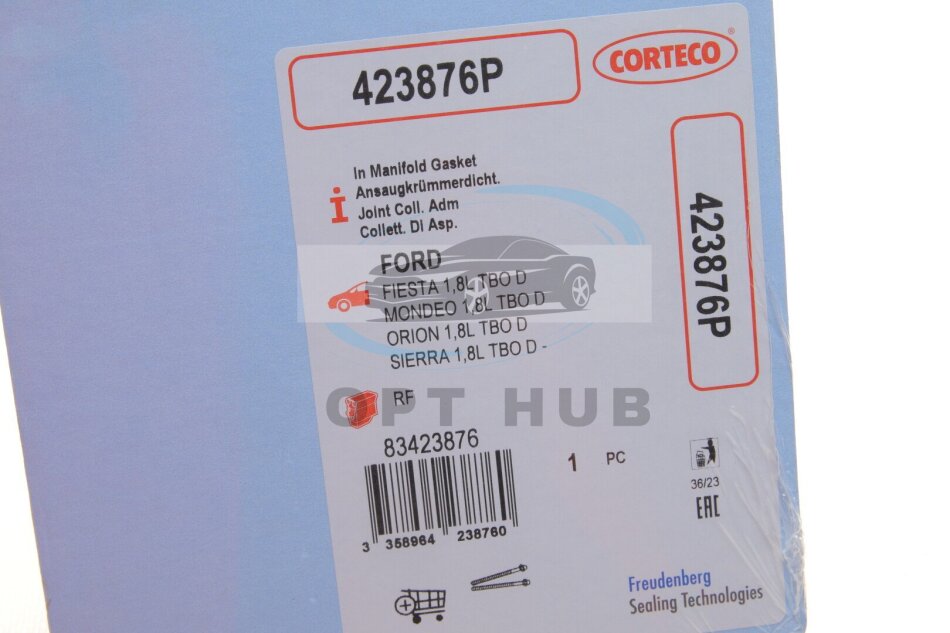 423876P
CORTECO®
In Manifold Gasket
Ansaugkrümmerdicht.
Joint Coll. Adm
Collett. Di Asp.
423876P
FORD
FIESTA 1,8L TBO D
MONDEO 1,8L TBO D
ORION 1,8L TBO D
SIERRA 1,8L TBO D -
RF
OPT HUB
83423876
1 PC
36/23
EAC
3 358964 238760
Freudenberg
Sealing Technologies